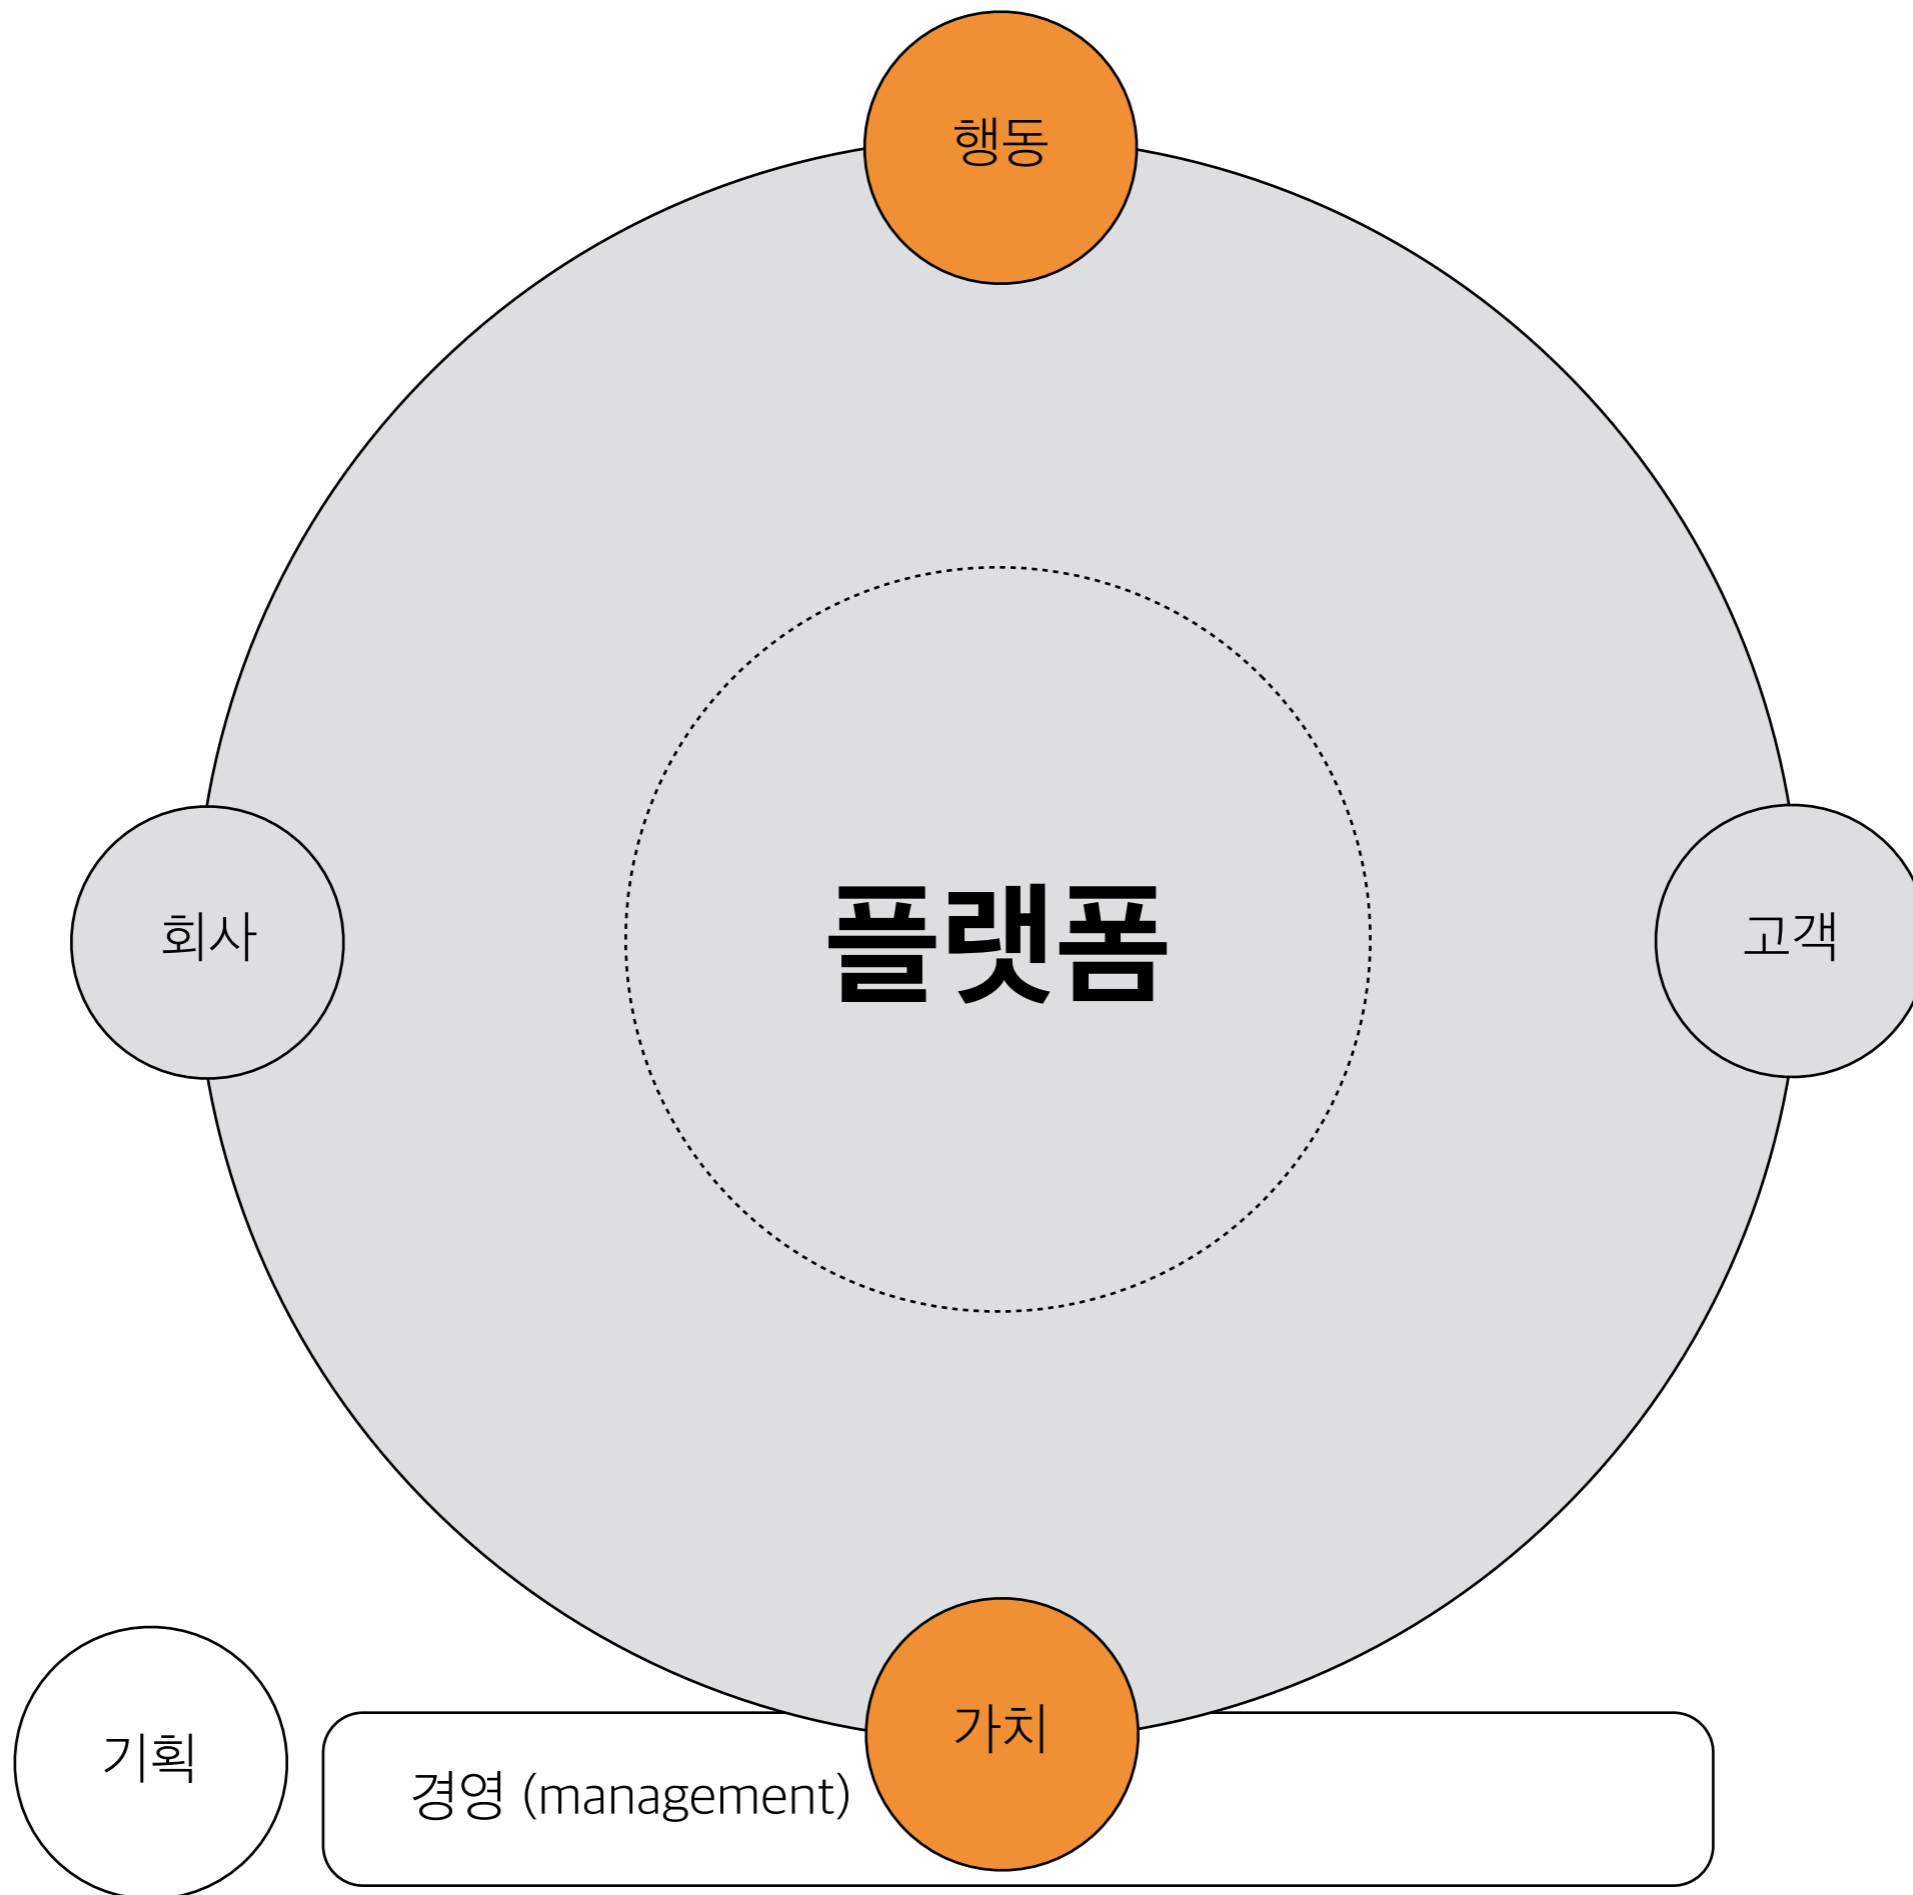 행동
회사
플랫폼
고객
가치
기획
경영 (management)